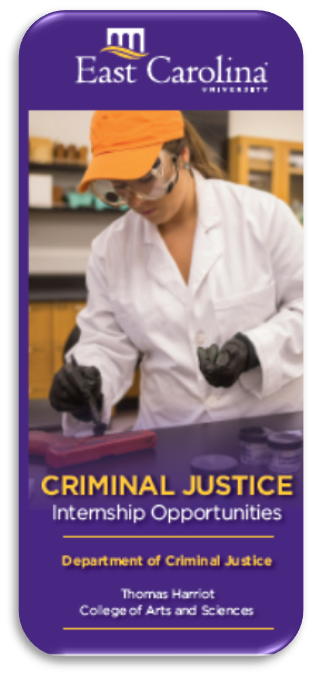 East Carolina
UNIVERSITY
CRIMINAL JUSTICE
Internship Opportunities
Department of Criminal Justice
Thomas Harriot
College of Arts and Sciences